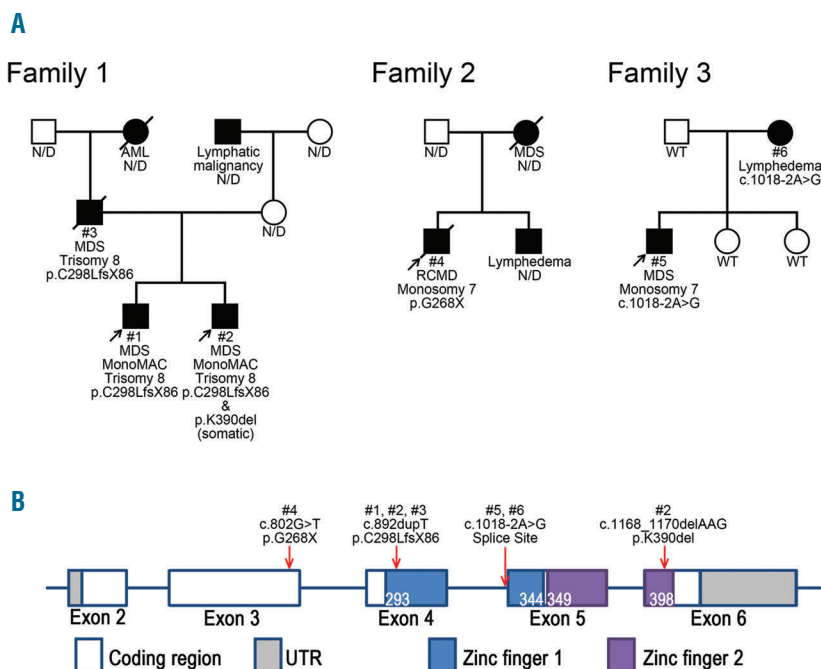 A
Family 1
Family 2
Family 3
N/D
AML
N/D
Lymphatic
malignancy
N/D
N/D
#3
MDS
Trisomy 8
p.C298LfsX86
N/D
#1
MDS
MonoMAC
Trisomy 8
p.C298LfsX86
#2
MDS
MonoMAC
Trisomy 8
p.C298LfsX86
&
p.K390del
(somatic)
N/D
MDS
N/D
#4
RCMD
Monosomy 7
p.G268X
Lymphedema
N/D
WT
#6
Lymphedema
c.1018-2A>G
#5
MDS
Monosomy 7
c.1018-2A>G
WT
WT
B
#4
c.802G>T
p.G268X
#1, #2, #3
c.892dupT
p.C298LfsX86
#5, #6
c.1018-2A>G
Splice Site
#2
c.1168_1170delAAG
p.K390del
293
344
349
398
Exon 2
Exon 3
Exon 4
Exon 5
Exon 6
Coding region
UTR
Zinc finger 1
Zinc finger 2